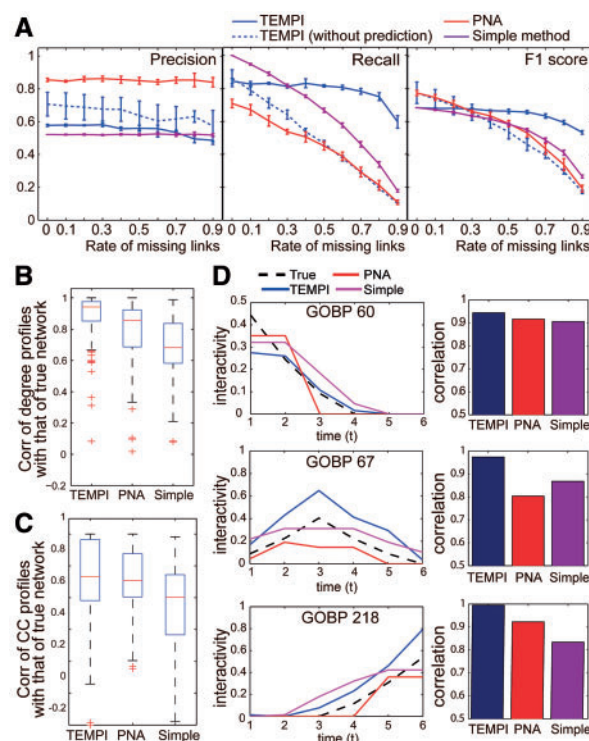 A
TEMPI
TEMPI (without prediction)
PNA
Simple method
Precision
Recall
F1 score
1
0.8
0.6
0.4
0.2
0
0 0.1 0.3 0.5 0.7 0.9
0 0.1 0.3 0.5 0.7 0.9
0 0.1 0.3 0.5 0.7 0.9
Rate of missing links
Rate of missing links
Rate of missing links
B
Corr of degree profiles
with that of true network
1
0.8
0.6
0.4
0.2
0
−0.2
TEMPI PNA Simple
C
Corr of CC profiles
with that of true network
1
0.8
0.6
0.4
0.2
0
-0.2
TEMPI PNA Simple
D
True
TEMPI
PNA
Simple
GOBP 60
interactivity
0.5
0.4
0.3
0.2
0.1
0
1 2 3 4 5 6
time (t)
correlation
1
0.9
0.8
0.7
0.6
0.5
TEMPI PNA Simple
GOBP 67
interactivity
1
0.8
0.6
0.4
0.2
0
1 2 3 4 5 6
time (t)
correlation
1
0.9
0.8
0.7
0.6
0.5
TEMPI PNA Simple
GOBP 218
interactivity
1
0.8
0.6
0.4
0.2
0
1 2 3 4 5 6
time (t)
correlation
1
0.9
0.8
0.7
0.6
0.5
TEMPI PNA Simple